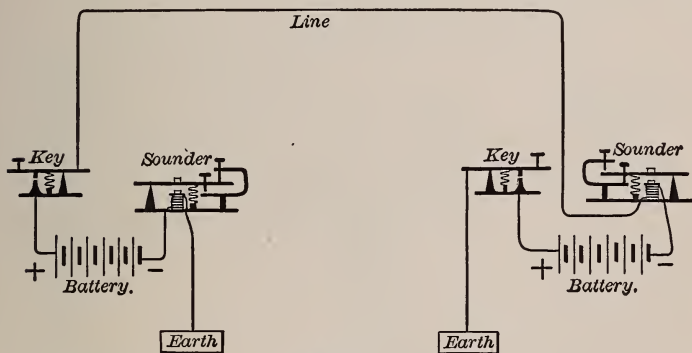 Line
Key
Sounder
Key
Sounder
+
−
Battery.
+
−
Battery.
Earth
Earth